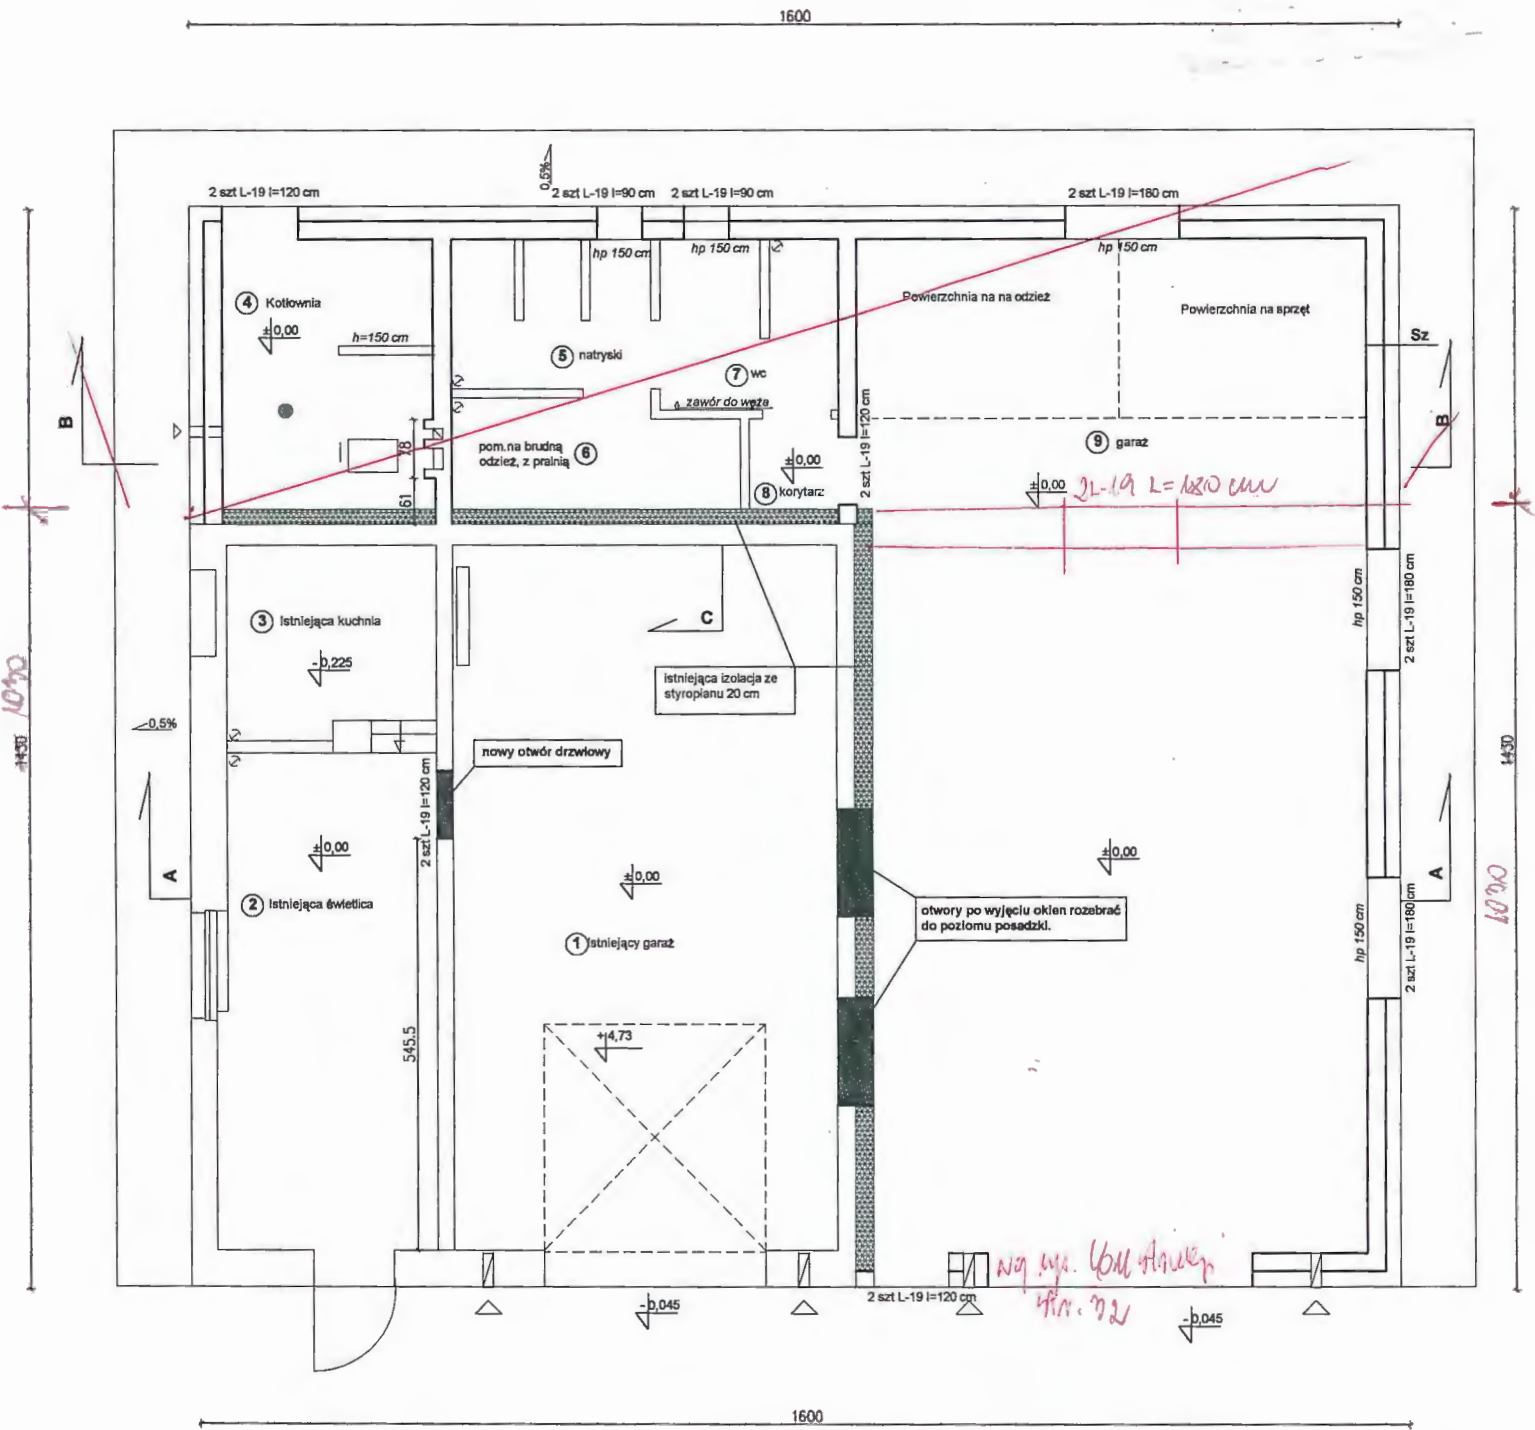 1600
2 szt L-19 l=120 cm
0,5%
2 szt L-19 l=90 cm
2 szt L-19 l=90 cm
2 szt L-19 l=180 cm
hp 150 cm
hp 150 cm
hp 150 cm
4 Kotłownia
±0,00
h=150 cm
Powierzchnia na na odzież
Powierzchnia na sprzęt
Sz
5 natryski
7 wc
zawór do węża
B
B
78
61
pom.na brudną
odzież, z pralnią 6
±0,00
8 korytarz
2 szt L-19 l=120 cm
9 garaż
±0,00
2L-19 L=180 cm
3 Istniejąca kuchnia
-0,225
C
istniejąca izolacja ze
styropianu 20 cm
hp 150 cm
2 szt L-19 l=180 cm
1030
1430
1430
-0,5%
nowy otwór drzwiowy
2 szt L-19 l=120 cm
±0,00
±0,00
±0,00
A
A
2 Istniejąca świetlica
1 Istniejący garaż
otwory po wyjęciu okien rozebrać
do poziomu posadzki.
hp 150 cm
2 szt L-19 l=180 cm
1030
545.5
+4,73
wg rys.
2 szt L-19 l=120 cm
-0,045
-0,045
1600